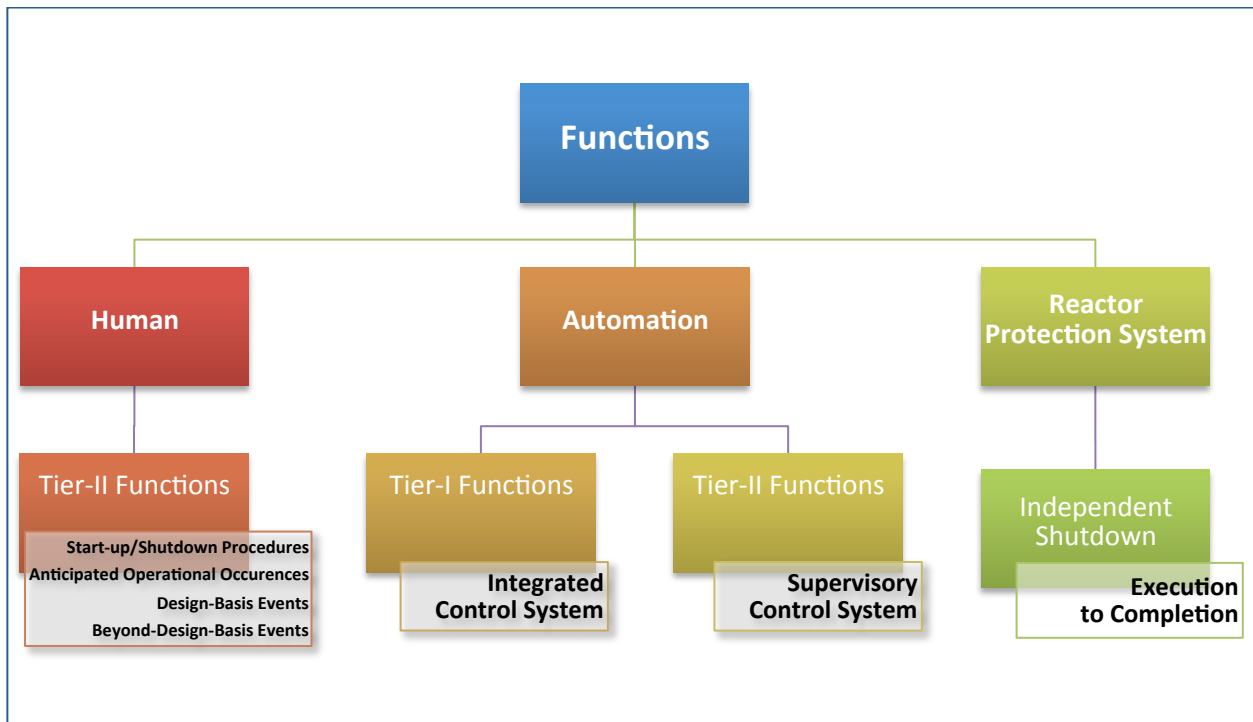 Functions
Human
Automation
Reactor
Protection System
Tier-II Functions
Start-up/Shutdown Procedures
Anticipated Operational Occurences
Design-Basis Events
Beyond-Design-Basis Events
Tier-I Functions
Integrated
Control System
Tier-II Functions
Supervisory
Control System
Independent
Shutdown
Execution
to Completion